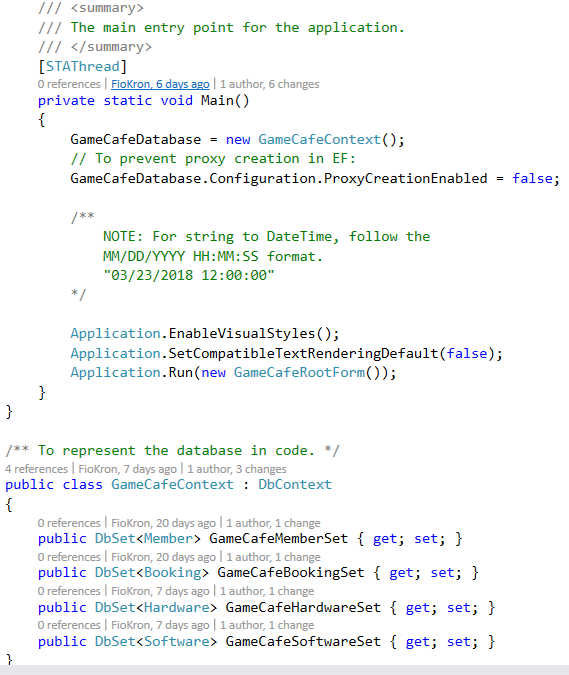 /// <summary>
/// The main entry point for the application.
/// </summary>
[STAThread]
0 references | FioKron, 6 days ago | 1 author, 6 changes
private static void Main()
{
GameCafeDatabase = new GameCafeContext();
// To prevent proxy creation in EF:
GameCafeDatabase.Configuration.ProxyCreationEnabled = false;
/**
NOTE: For string to DateTime, follow the
MM/DD/YYYY HH:MM:SS format.
"03/23/2018 12:00:00"
*/
Application.EnableVisualStyles();
Application.SetCompatibleTextRenderingDefault(false);
Application.Run(new GameCafeRootForm());
}
}
/** To represent the database in code. */
4 references | FioKron, 7 days ago | 1 author, 3 changes
public class GameCafeContext : DbContext
{
0 references | FioKron, 20 days ago | 1 author, 1 change
public DbSet<Member> GameCafeMemberSet { get; set; }
0 references | FioKron, 20 days ago | 1 author, 1 change
public DbSet<Booking> GameCafeBookingSet { get; set; }
0 references | FioKron, 7 days ago | 1 author, 1 change
public DbSet<Hardware> GameCafeHardwareSet { get; set; }
0 references | FioKron, 7 days ago | 1 author, 1 change
public DbSet<Software> GameCafeSoftwareSet { get; set; }
}